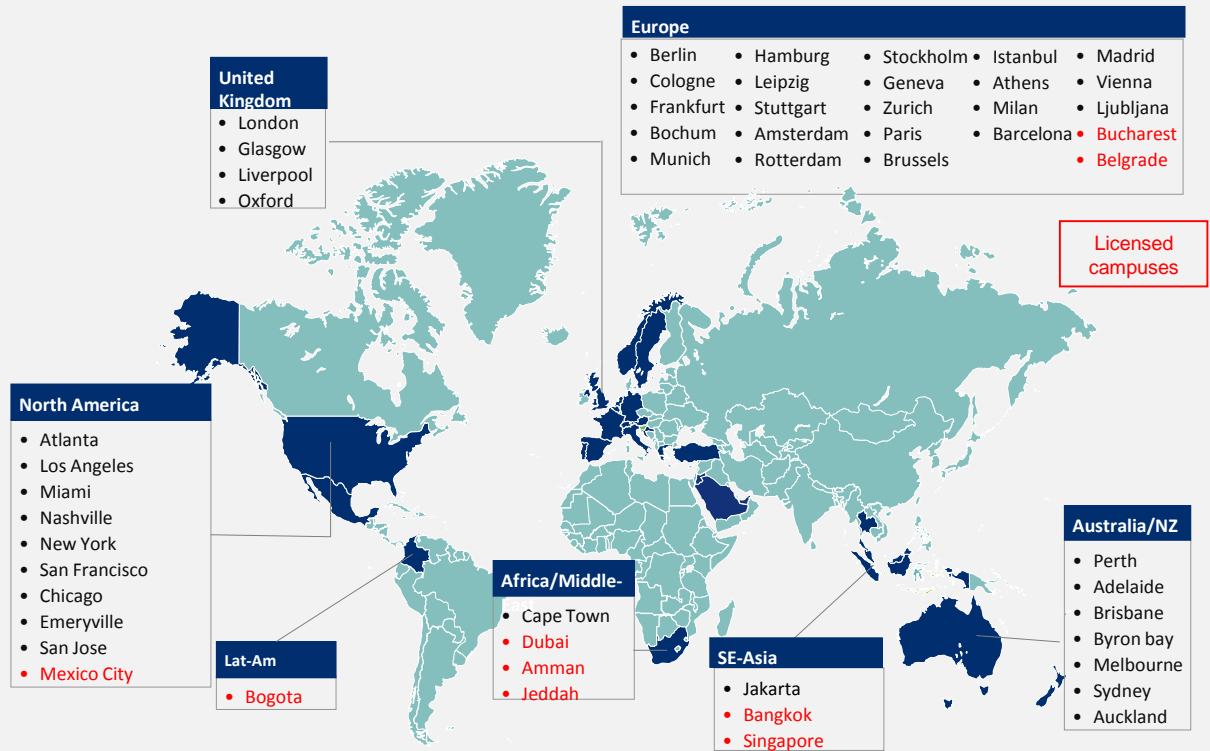 Europe
• Berlin
• Cologne
• Frankfurt
• Bochum
• Munich
• Hamburg
• Leipzig
• Stuttgart
• Amsterdam
• Rotterdam
• Stockholm
• Geneva
• Zurich
• Paris
• Brussels
• Istanbul
• Athens
• Milan
• Barcelona
• Madrid
• Vienna
• Ljubljana
• Bucharest
• Belgrade
United
Kingdom
• London
• Glasgow
• Liverpool
• Oxford
Licensed
campuses
North America
• Atlanta
• Los Angeles
• Miami
• Nashville
• New York
• San Francisco
• Chicago
• Emeryville
• San Jose
• Mexico City
Lat-Am
• Bogota
Africa/Middle-
East
• Cape Town
• Dubai
• Amman
• Jeddah
SE-Asia
• Jakarta
• Bangkok
• Singapore
Australia/NZ
• Perth
• Adelaide
• Brisbane
• Byron bay
• Melbourne
• Sydney
• Auckland